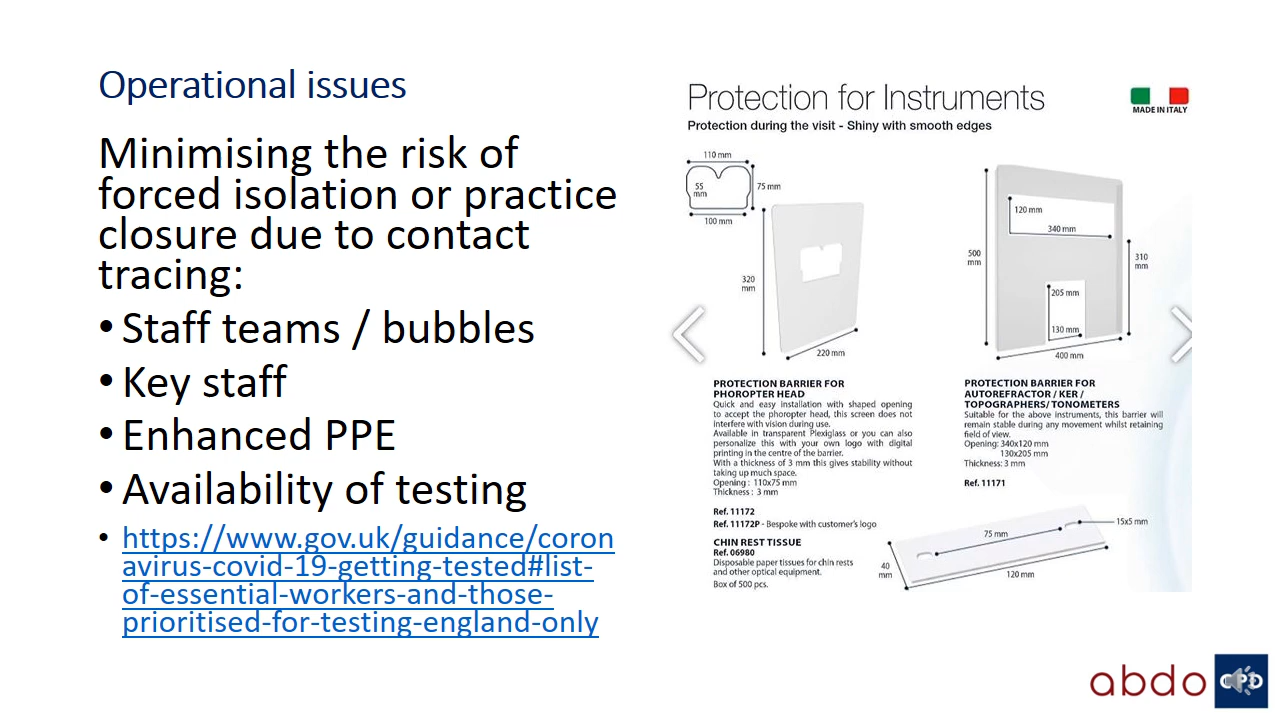 Operational issues
Minimising the risk of
forced isolation or practice
closure due to contact
tracing:
• Staff teams / bubbles
• Key staff
• Enhanced PPE
• Availability of testing
• https://www.gov.uk/guidance/coron
avirus-covid-19-getting-tested#list-
of-essential-workers-and-those-
prioritised-for-testing-england-only
Protection for Instruments
MADE IN ITALY
Protection during the visit - Shiny with smooth edges
110 mm
55
mm
75 mm
100 mm
320
mm
220 mm
PROTECTION BARRIER FOR
PHOROPTER HEAD
Quick and easy installation with shaped opening
to accept the phoropter head, this screen does not
interfere with vision during use.
Available in transparent Plexiglass or you can also
personalize this with your own logo with digital
printing in the centre of the barrier.
With a thickness of 3 mm this gives stability without
taking up much space.
Opening : 110x75 mm
Thickness : 3 mm
Ref. 11172
Ref. 11172P - Bespoke with customer's logo
CHIN REST TISSUE
Ref. 06980
Disposable paper tissues for chin rests
and other optical equipment.
Box of 500 pcs.
120 mm
340 mm
500
mm
310
mm
205 mm
130 mm
400 mm
PROTECTION BARRIER FOR
AUTOREFRACTOR / KER /
TOPOGRAPHERS/ TONOMETERS
Suitable for the above instruments, this barrier will
remain stable during any movement whilst retaining
field of view.
Opening: 340x120 mm
130x205 mm
Thickness: 3 mm
Ref. 11171
15x5 mm
75 mm
40
mm
120 mm
abdo CPD